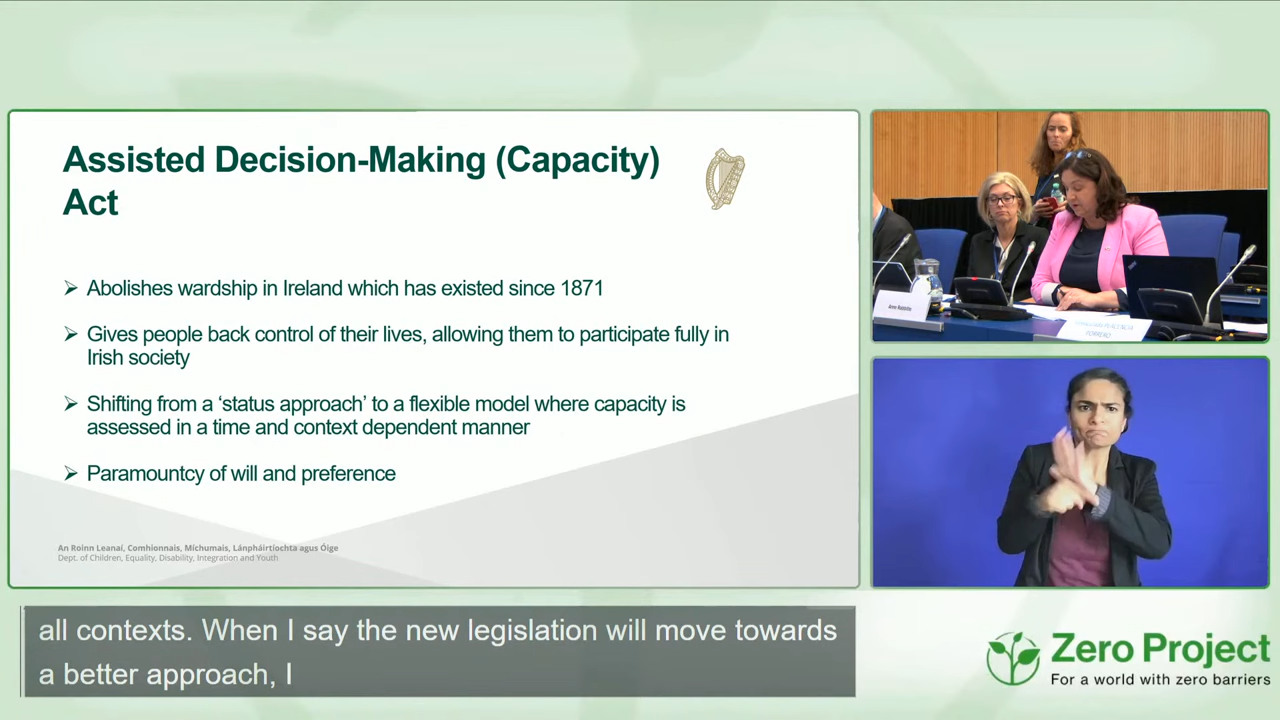 Assisted Decision-Making (Capacity)
Act
➢ Abolishes wardship in Ireland which has existed since 1871
➢ Gives people back control of their lives, allowing them to participate fully in
Irish society
➢ Shifting from a ‘status approach’ to a flexible model where capacity is
assessed in a time and context dependent manner
➢ Paramountcy of will and preference
An Roinn Leanaí, Comhionnais, Míchumais, Lánpháirtíochta agus Óige
Dept. of Children, Equality, Disability, Integration and Youth
all contexts. When I say the new legislation will move towards
a better approach, I
Zero Project
For a world with zero barriers